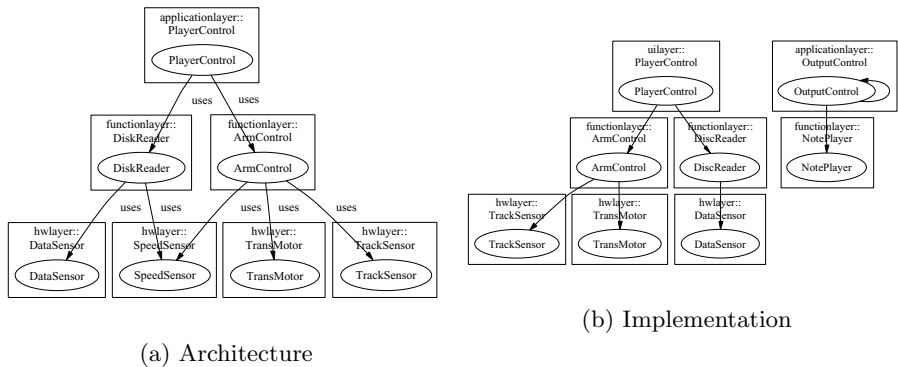 applicationlayer::
PlayerControl
PlayerControl
uses
uses
functionlayer::
DiskReader
DiskReader
functionlayer::
ArmControl
ArmControl
uses
uses
uses
uses
uses
hwlayer::
DataSensor
DataSensor
hwlayer::
SpeedSensor
SpeedSensor
hwlayer::
TransMotor
TransMotor
hwlayer::
TrackSensor
TrackSensor
(a) Architecture
uilayer::
PlayerControl
PlayerControl
applicationlayer::
OutputControl
OutputControl
functionlayer::
ArmControl
ArmControl
functionlayer::
DiscReader
DiscReader
functionlayer::
NotePlayer
NotePlayer
hwlayer::
TrackSensor
TrackSensor
hwlayer::
TransMotor
TransMotor
hwlayer::
DataSensor
DataSensor
(b) Implementation